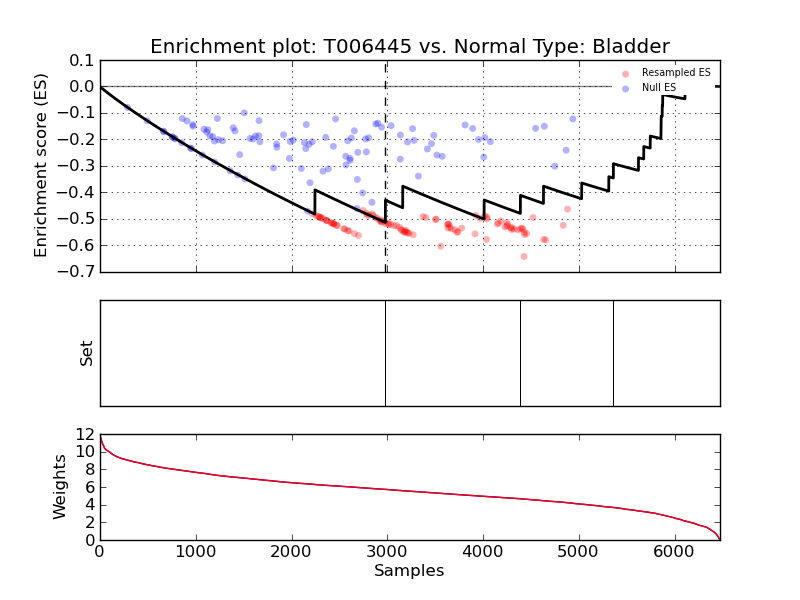 Enrichment plot: T006445 vs. Normal Type: Bladder
Enrichment score (ES)
0.1
0.0
−0.1
−0.2
−0.3
−0.4
−0.5
−0.6
−0.7
Resampled ES
Null ES
Set
Weights
12
10
8
6
4
2
0
0 1000 2000 3000 4000 5000 6000
Samples